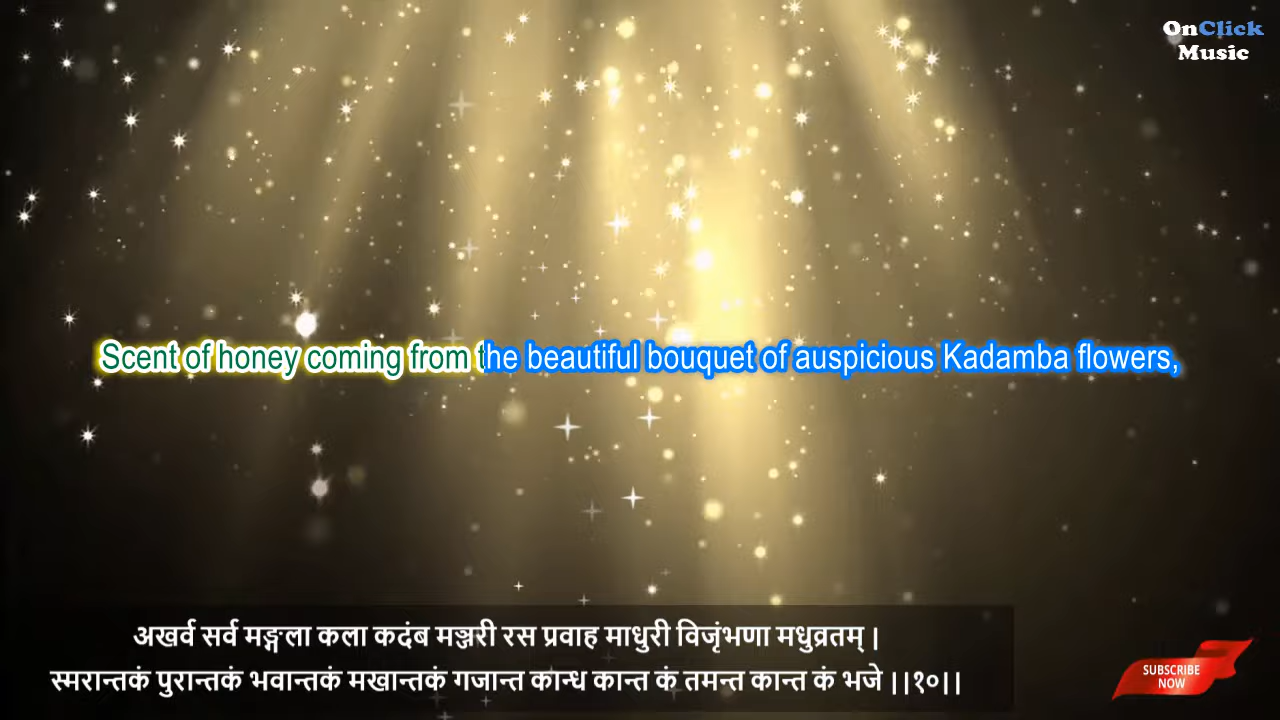 OnClick
Music
Scent of honey coming from the beautiful bouquet of auspicious Kadamba flowers,
अखर्व सर्व मङ्गला कला कदंब मञ्जरी रस प्रवाह माधुरी विजृंभणा मधुव्रतम् |
स्मरान्तकं पुरान्तकं भवान्तकं मखान्तकं गजान्त कान्ध कान्त कं तमन्त कान्त कं भजे ||१०||
SUBSCRIBE
NOW